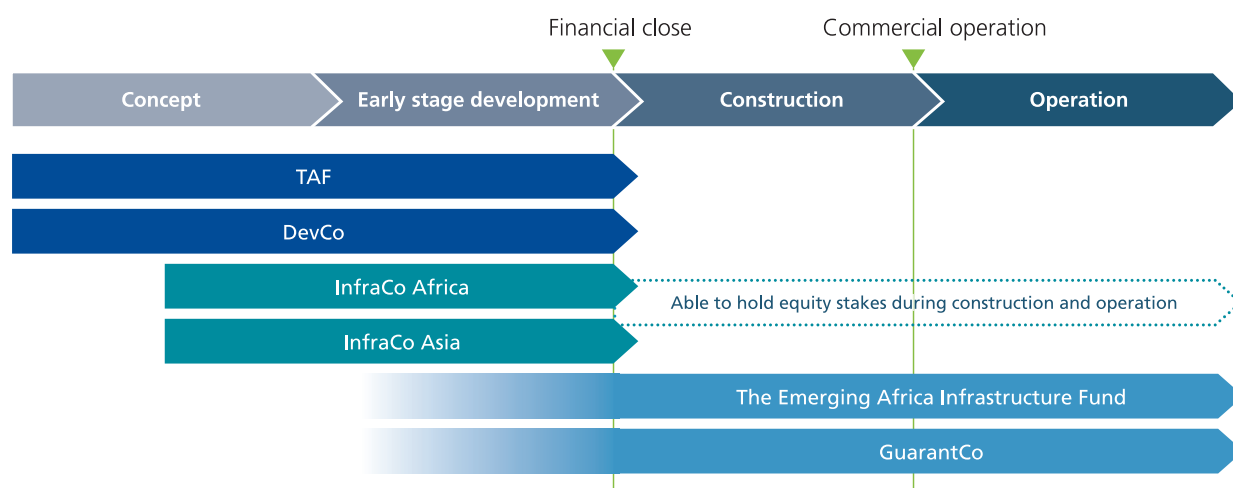 Financial close
Commercial operation
Concept
Early stage development
Construction
Operation
TAF
DevCo
InfraCo Africa
Able to hold equity stakes during construction and operation
InfraCo Asia
The Emerging Africa Infrastructure Fund
GuarantCo